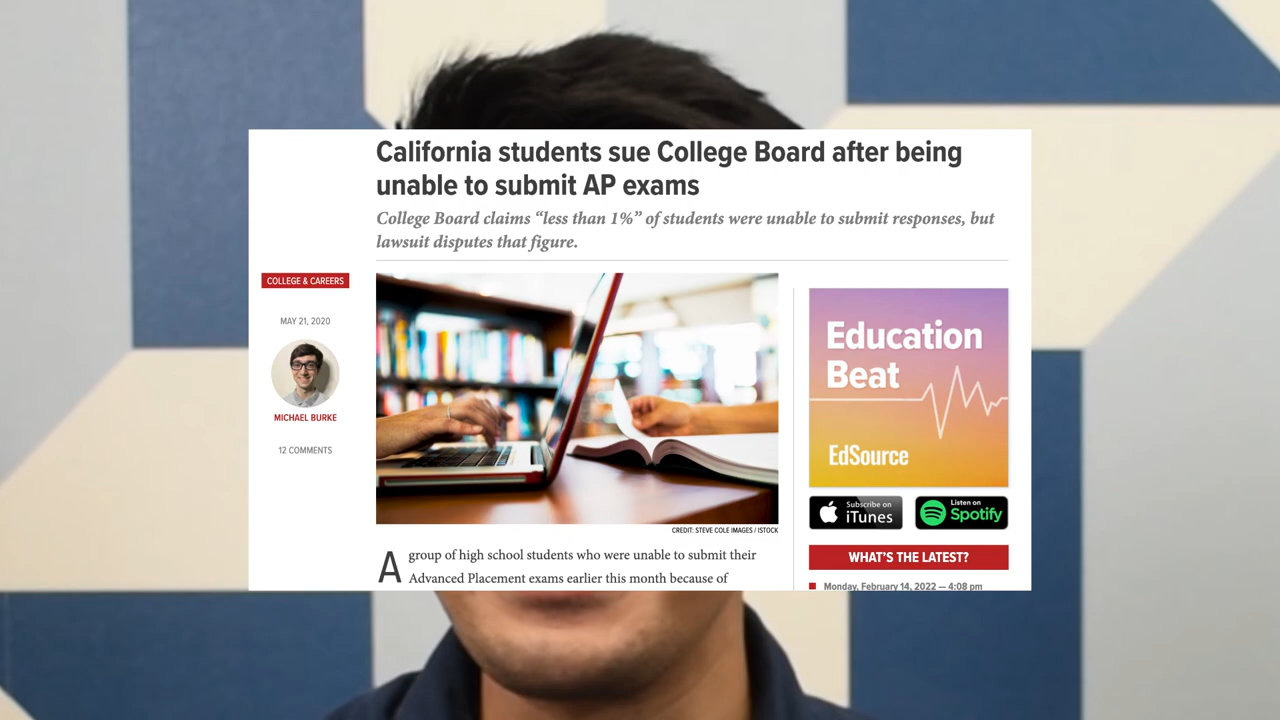 California students sue College Board after being
unable to submit AP exams
College Board claims “less than 1%” of students were unable to submit responses, but
lawsuit disputes that figure.
COLLEGE & CAREERS
MAY 21, 2020
MICHAEL BURKE
12 COMMENTS
CREDIT: STEVE COLE IMAGES / ISTOCK
A group of high school students who were unable to submit their
Advanced Placement exams earlier this month because of
Education
Beat
EdSource
Subscribe on
iTunes
Listen on
Spotify
WHAT'S THE LATEST?
Monday, February 14, 2022 — 4:08 pm